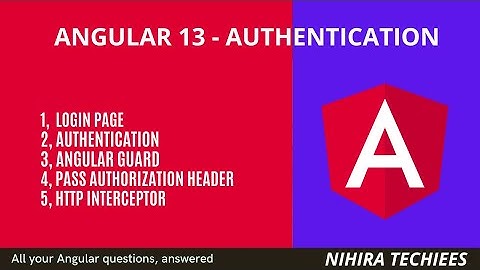 ANGULAR 13 - AUTHENTICATION
1, LOGIN PAGE
2, AUTHENTICATION
3, ANGULAR GUARD
4, PASS AUTHORIZATION HEADER
5, HTTP INTERCEPTOR
A
All your Angular questions, answered
NIHIRA TECHIEES